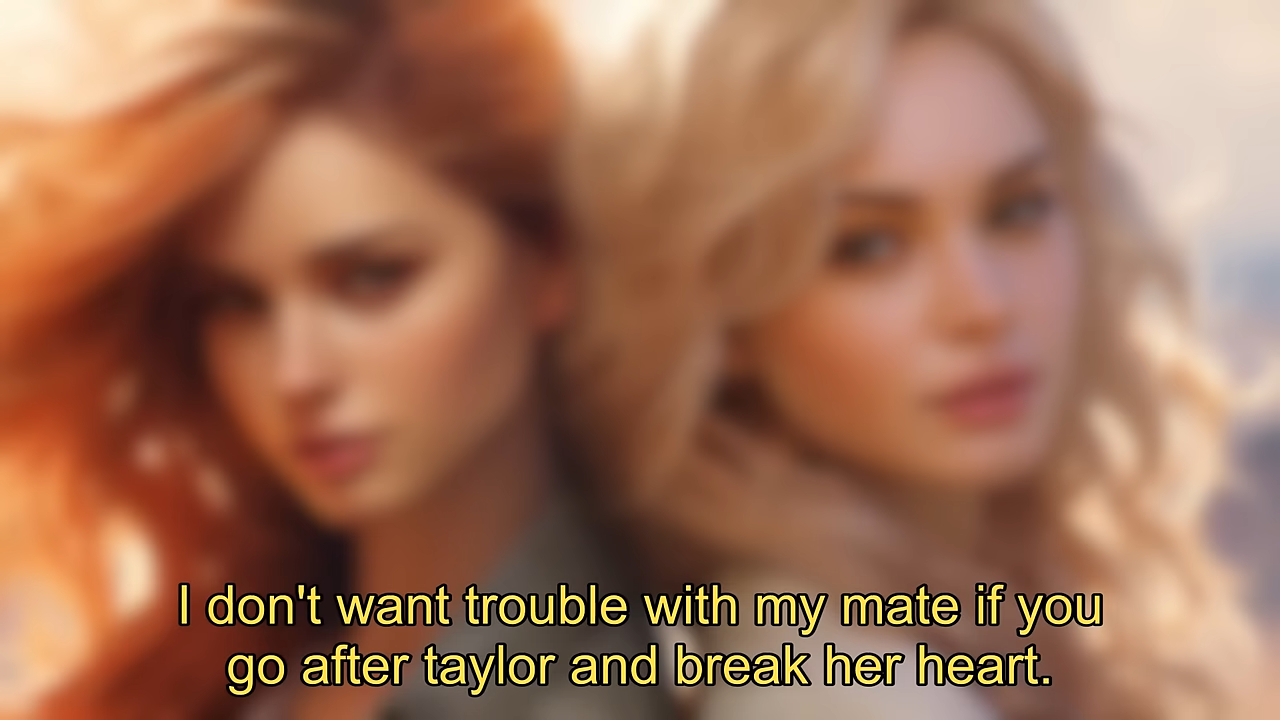 I don't want trouble with my mate if you
go after taylor and break her heart.